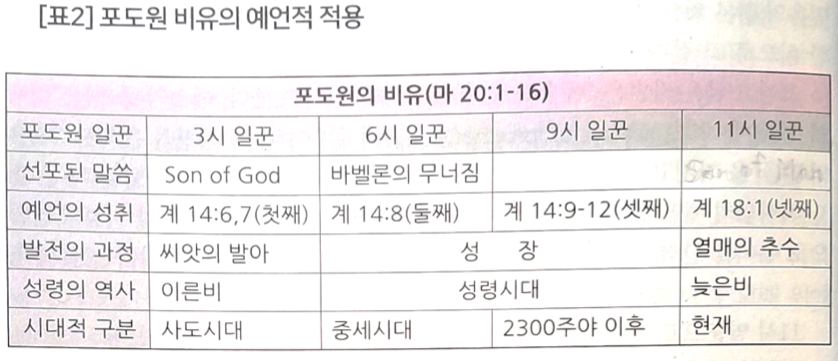 [표2] 포도원 비유의 예언적 적용
포도원의 비유(마 20:1-16)
포도원 일꾼 3시 일꾼 6시 일꾼 9시 일꾼 11시 일꾼
선포된 말씀 Son of God 바벨론의 무너짐 Son of Man
예언의 성취 계 14:6,7(첫째) 계 14:8(둘째) 계 14:9-12(셋째) 계 18:1(넷째)
발전의 과정 씨앗의 발아 성 장 열매의 추수
성령의 역사 이른비 성령시대 늦은비
시대적 구분 사도시대 중세시대 2300주야 이후 현재